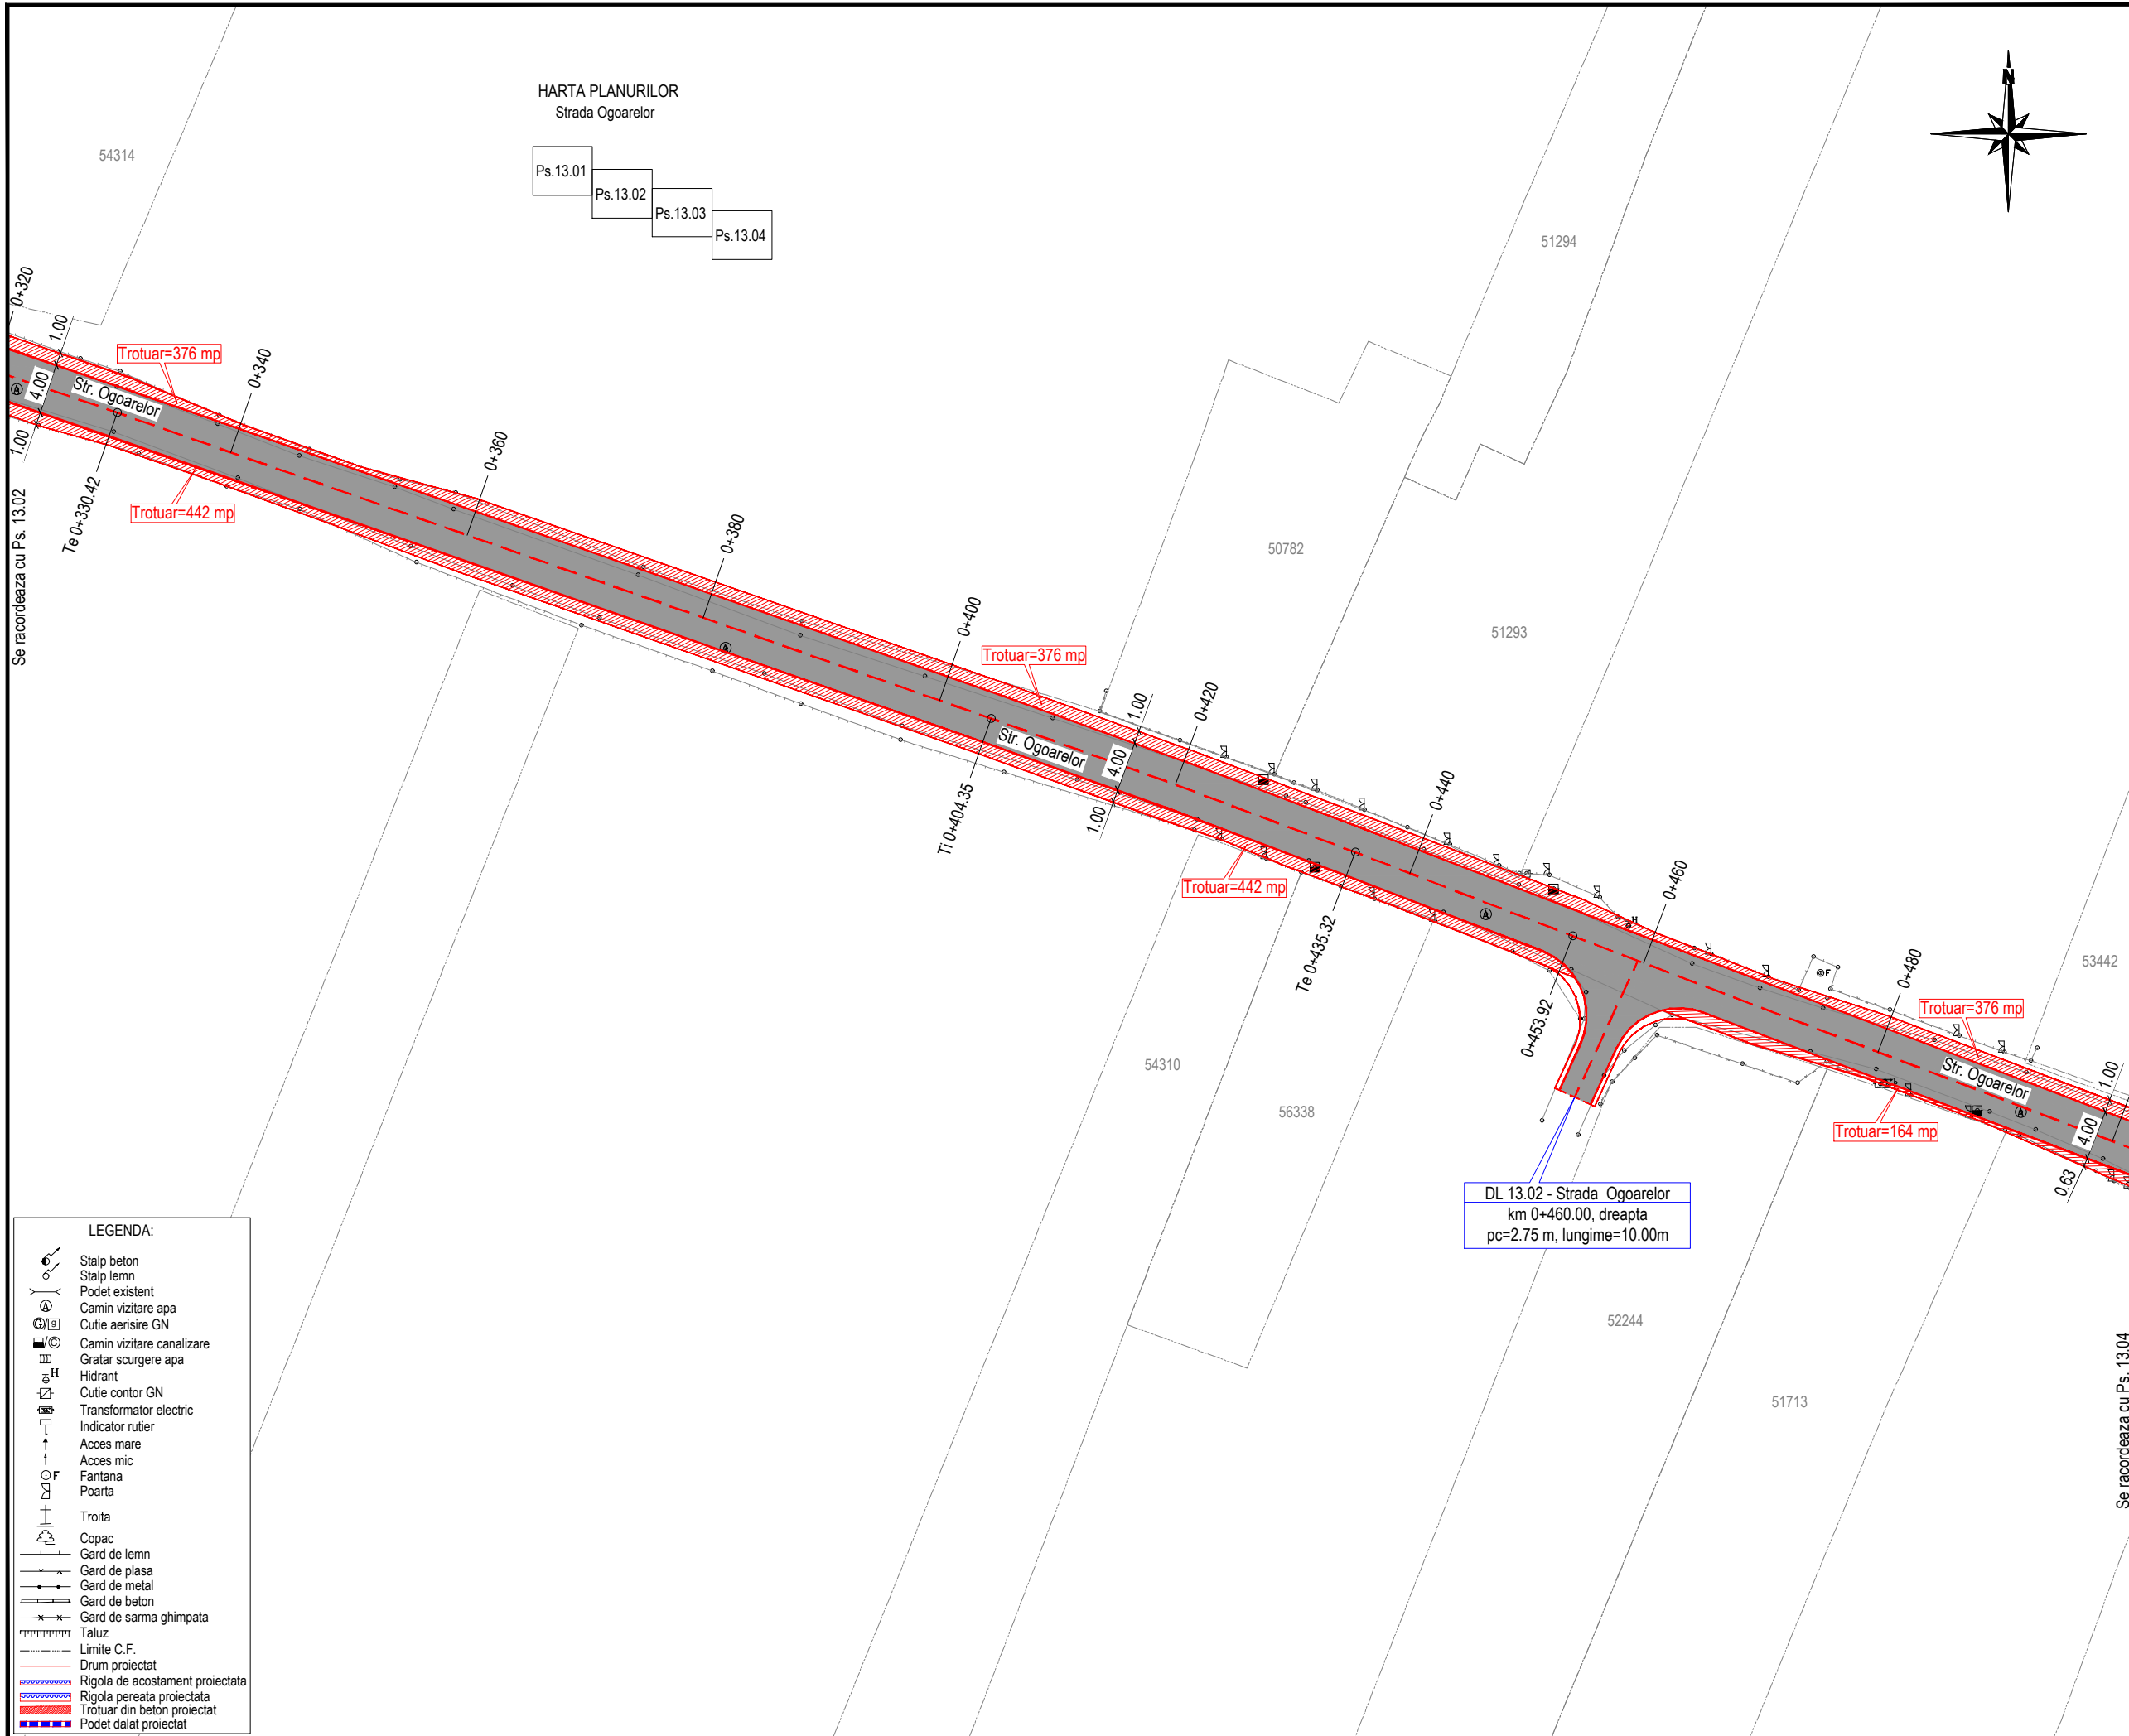 HARTA PLANURILOR
Strada Ogoarelor
Ps.13.01
Ps.13.02
Ps.13.03
Ps.13.04
N
54314
51294
50782
51293
53442
54310
56338
52244
51713
0+320
1.00
4.00
1.00
Trotuar=376 mp
Str. Ogoarelor
0+340
Trotuar=442 mp
Te 0+330.42
Se racordeaza cu Ps. 13.02
0+360
0+380
A
0+400
Trotuar=376 mp
Ti 0+404.35
Str. Ogoarelor
1.00
4.00
1.00
0+420
Trotuar=442 mp
0+440
Te 0+435.32
A
H
0+460
0+453.92
F
0+480
Trotuar=376 mp
Str. Ogoarelor
A
Trotuar=164 mp
1.00
4.00
0.63
DL 13.02 - Strada Ogoarelor
km 0+460.00, dreapta
pc=2.75 m, lungime=10.00m
Se racordeaza cu Ps. 13.04
LEGENDA:
Stalp beton
Stalp lemn
Podet existent
A Camin vizitare apa
G/g Cutie aerisire GN
/C Camin vizitare canalizare
Gratar scurgere apa
H Hidrant
Cutie contor GN
Transformator electric
Indicator rutier
Acces mare
Acces mic
F Fantana
Poarta
Troita
Copac
Gard de lemn
Gard de plasa
Gard de metal
Gard de beton
Gard de sarma ghimpata
Taluz
Limite C.F.
Drum proiectat
Rigola de acostament proiectata
Rigola pereata proiectata
Trotuar din beton proiectat
Podet dalat proiectat